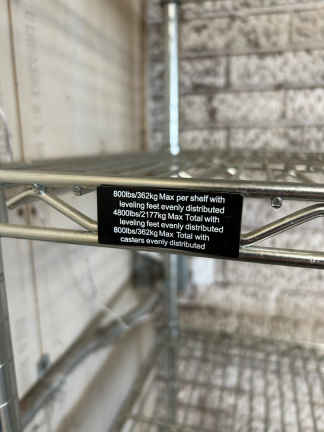 800lbs/362kg Max per shelf with
leveling feet evenly distributed
4800lbs/2177kg Max Total with
leveling feet evenly distributed
800lbs/362kg Max Total with
casters evenly distributed